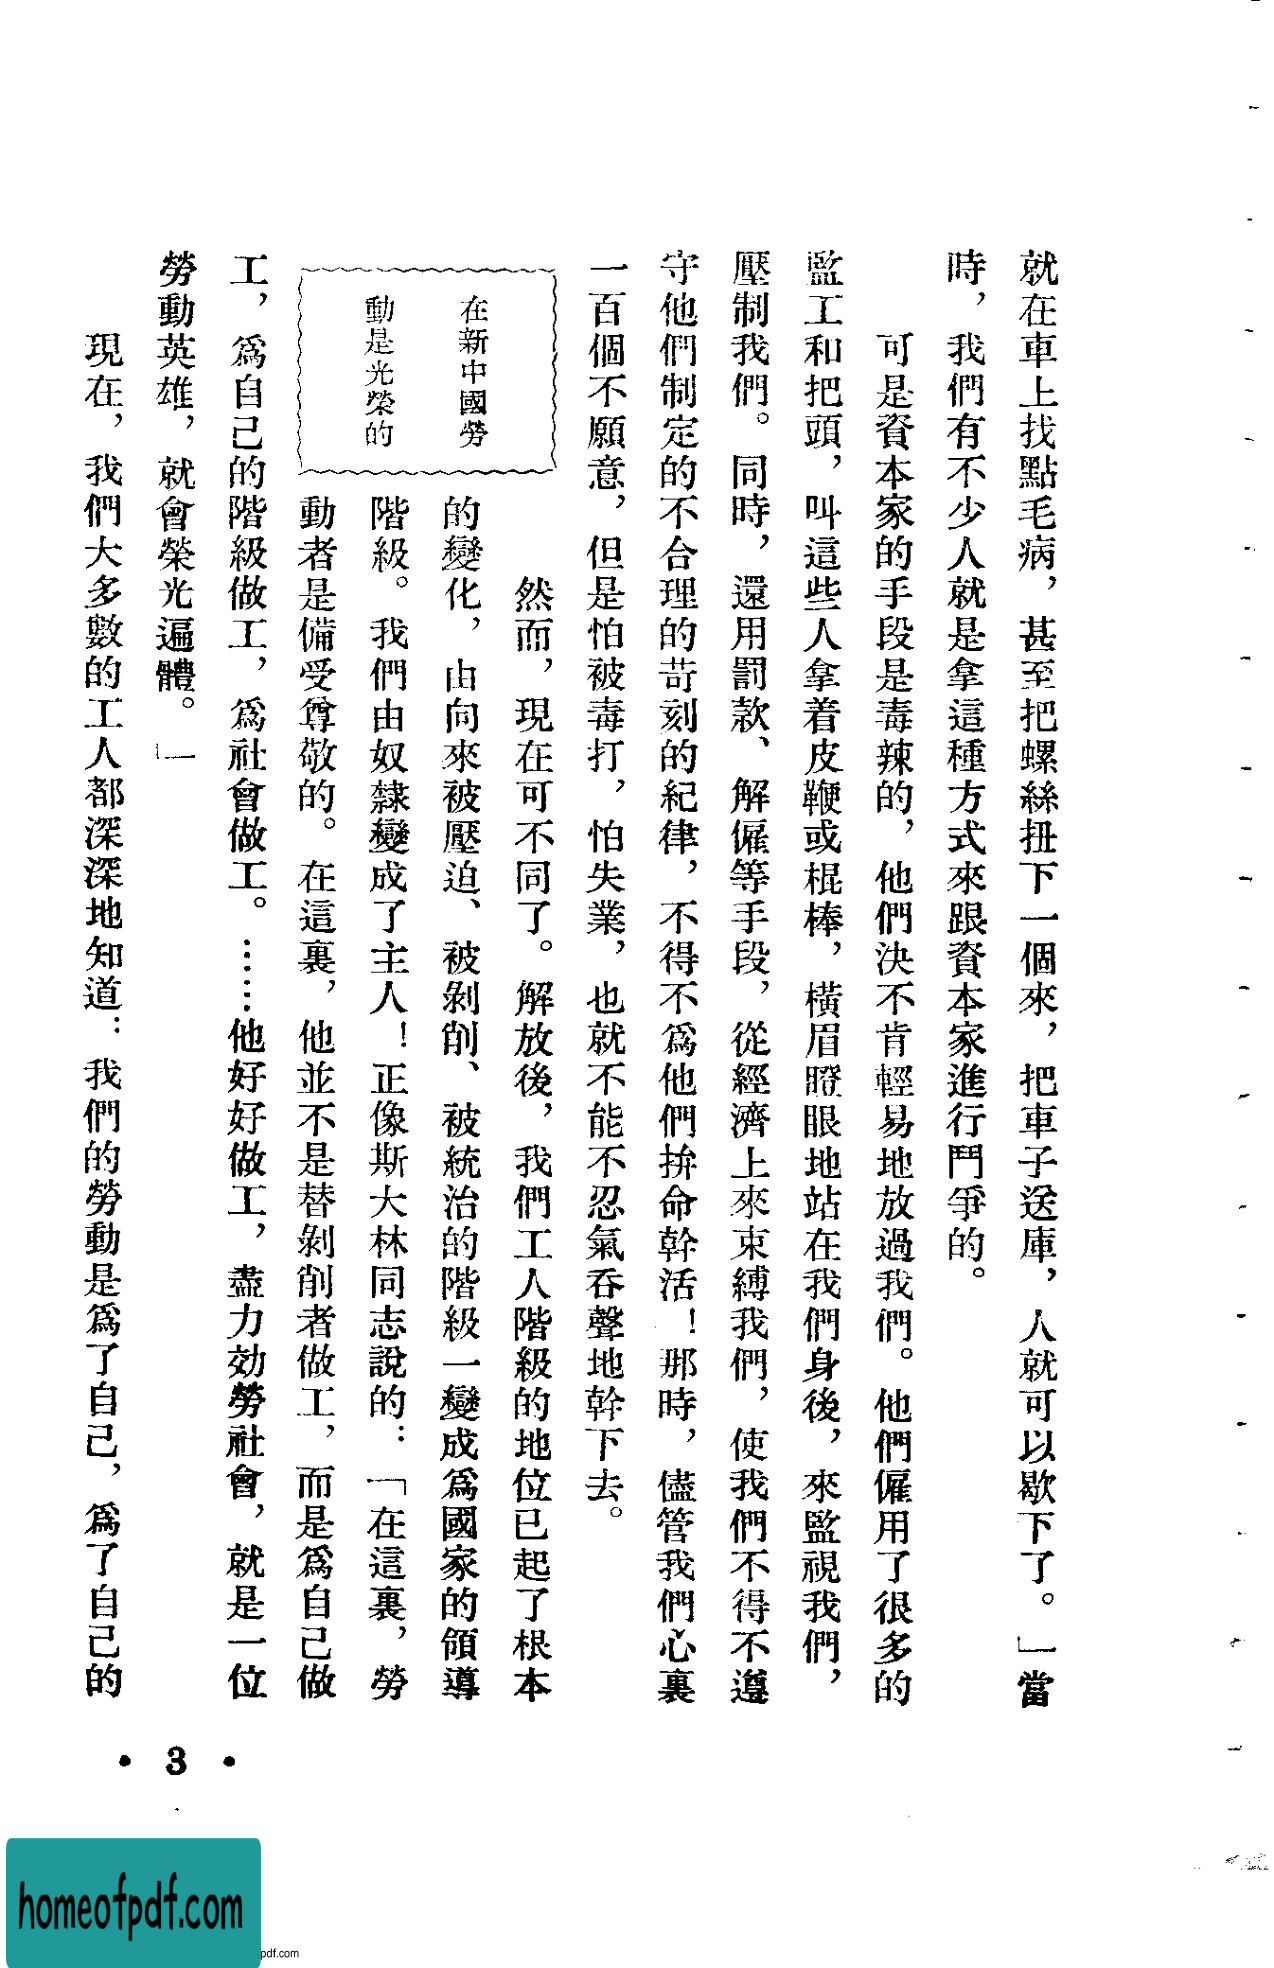 就在車上找點毛病，甚至把螺絲扭下一個來，把車子送庫，人就可以歇下了。」當
時，我們有不少人就是拿這種方式來跟資本家進行鬥爭的。
可是資本家的手段是毒辣的，他們決不肯輕易地放過我們。他們僱用了很多的
監工和把頭，叫這些人拿着皮鞭或棍棒，橫眉瞪眼地站在我們身後，來監視我們，
壓制我們。同時，還用罰款、解僱等手段，從經濟上來束縛我們，使我們不得不遵
守他們制定的不合理的苛刻的紀律，不得不爲他們拚命幹活！那時，儘管我們心裏
一百個不願意，但是怕被毒打，怕失業，也就不能不忍氣吞聲地幹下去。
在新中國勞
動是光榮的
然而，現在可不同了。解放後，我們工人階級的地位已起了根本
的變化，由向來被壓迫、被剝削、被統治的階級一變成爲國家的領導
階級。我們由奴隸變成了主人！正像斯大林同志說的：「在這裏，勞
動者是備受尊敬的。在這裏，他並不是替剝削者做工，而是爲自己做
工，爲自己的階級做工，爲社會做工。……他好好做工，盡力効勞社會，就是一位
勞動英雄，就會榮光遍體。」
現在，我們大多數的工人都深深地知道：我們的勞動是爲了自己，爲了自己的
• 3 •
homeofpdf.com
pdf.com